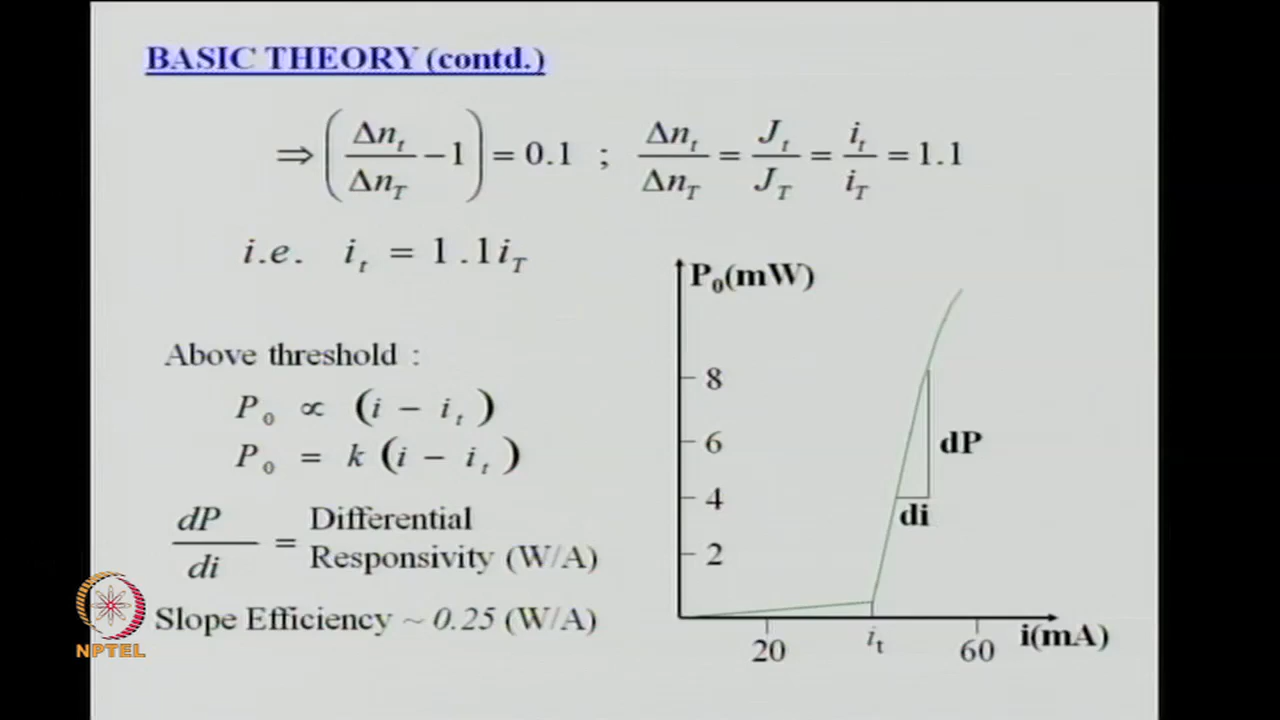 BASIC THEORY (contd.)
⇒ (Δn_t/Δn_T − 1) = 0.1 ; Δn_t/Δn_T = J_t/J_T = i_t/i_T = 1.1
i.e. i_t = 1.1i_T
P₀(mW)
Above threshold :
8
P₀ ∝ (i − i_t)
6
dP
P₀ = k (i − i_t)
4
di
dP/di = Differential
Responsivity (W/A)
2
Slope Efficiency ~ 0.25 (W/A)
20
i_t
60
i(mA)
NPTEL